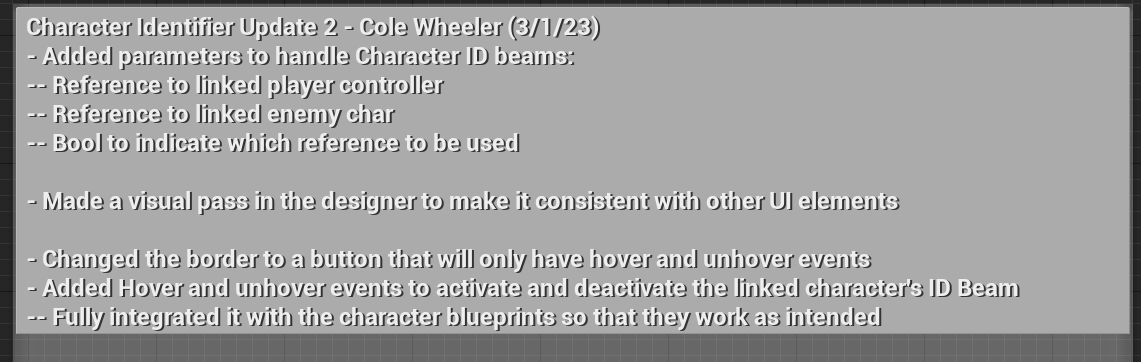 Character Identifier Update 2 - Cole Wheeler (3/1/23)
- Added parameters to handle Character ID beams:
-- Reference to linked player controller
-- Reference to linked enemy char
-- Bool to indicate which reference to be used
- Made a visual pass in the designer to make it consistent with other UI elements
- Changed the border to a button that will only have hover and unhover events
- Added Hover and unhover events to activate and deactivate the linked character's ID Beam
-- Fully integrated it with the character blueprints so that they work as intended